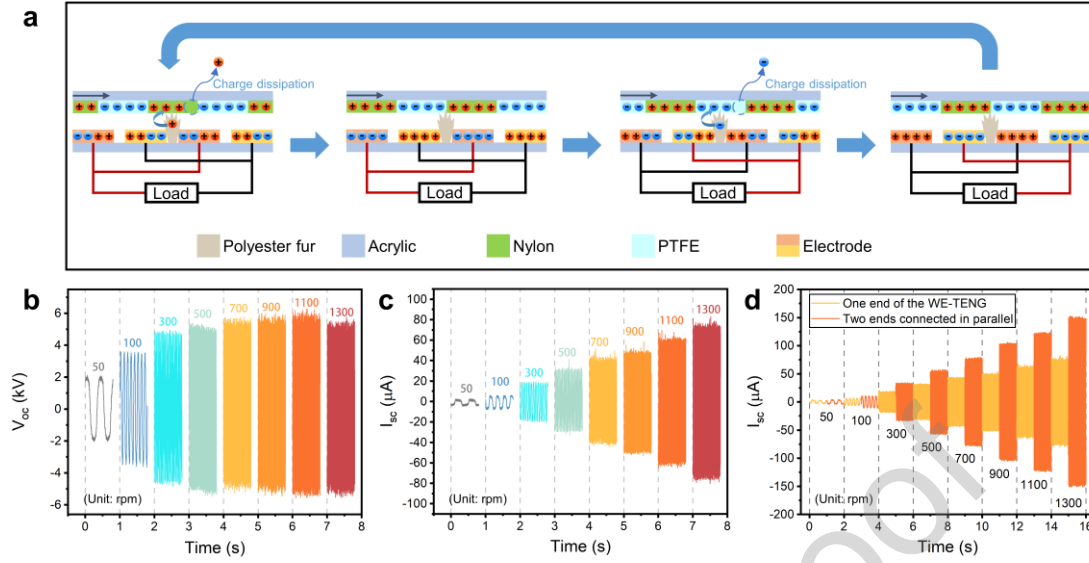 a
Charge dissipation
Charge dissipation
Load
Load
Load
Load
Polyester fur
Acrylic
Nylon
PTFE
Electrode
b
V_oc (kV)
6
4
2
0
-2
-4
-6
50
100
300
500
700
900
1100
1300
(Unit: rpm)
0 1 2 3 4 5 6 7 8
Time (s)
c
I_sc (μA)
100
80
60
40
20
0
-20
-40
-60
-80
-100
50
100
300
500
700
900
1100
1300
(Unit: rpm)
0 1 2 3 4 5 6 7 8
Time (s)
d
I_sc (μA)
200
150
100
50
0
-50
-100
-150
-200
One end of the WE-TENG
Two ends connected in parallel
50
100
300
500
700
900
1100
1300
(Unit: rpm)
0 2 4 6 8 10 12 14 16
Time (s)